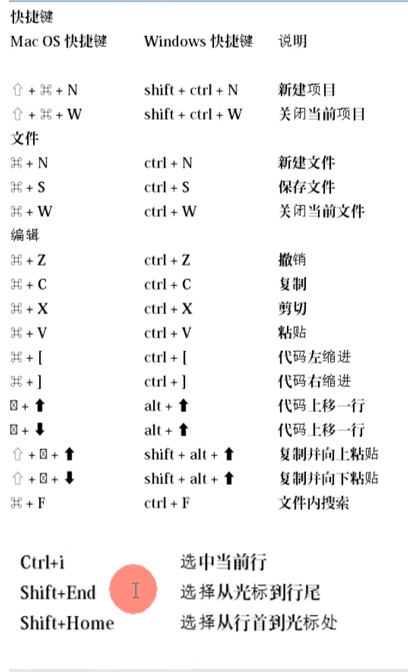 快捷键
Mac OS 快捷键 Windows 快捷键 说明
⇧ + ⌘ + N shift + ctrl + N 新建项目
⇧ + ⌘ + W shift + ctrl + W 关闭当前项目
文件
⌘ + N ctrl + N 新建文件
⌘ + S ctrl + S 保存文件
⌘ + W ctrl + W 关闭当前文件
编辑
⌘ + Z ctrl + Z 撤销
⌘ + C ctrl + C 复制
⌘ + X ctrl + X 剪切
⌘ + V ctrl + V 粘贴
⌘ + [ ctrl + [ 代码左缩进
⌘ + ] ctrl + ] 代码右缩进
⍰ + ⬆ alt + ⬆ 代码上移一行
⍰ + ⬇ alt + ⬆ 代码上移一行
⇧ + ⍰ + ⬆ shift + alt + ⬆ 复制并向上粘贴
⇧ + ⍰ + ⬇ shift + alt + ⬆ 复制并向下粘贴
⌘ + F ctrl + F 文件内搜索
Ctrl+i 选中当前行
Shift+End 选择从光标到行尾
Shift+Home 选择从行首到光标处